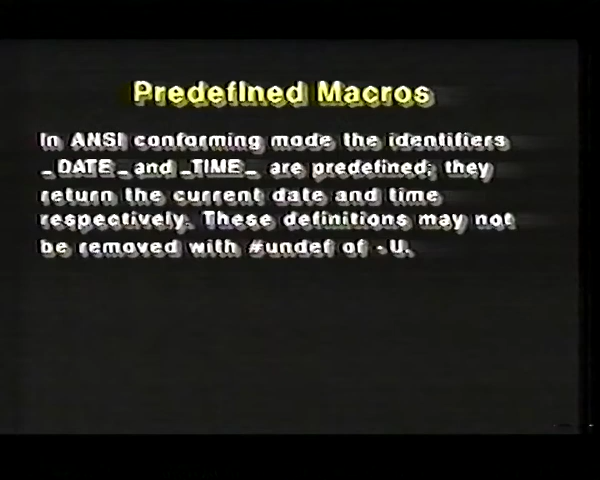 Predefined Macros
In ANSI conforming mode the identifiers
_DATE_ and _TIME_ are predefined; they
return the current date and time
respectively. These definitions may not
be removed with #undef of -U.